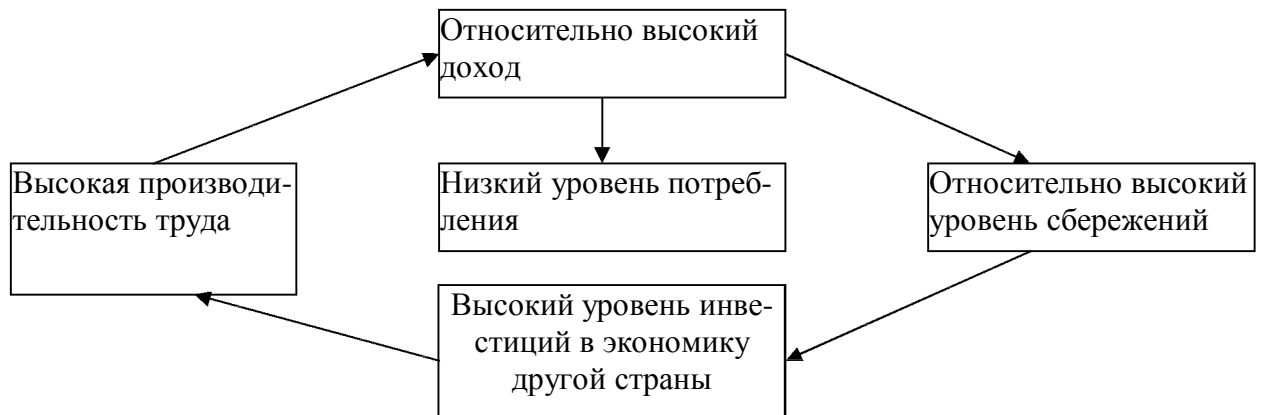 Относительно высокий
доход
Высокая производи-
тельность труда
Низкий уровень потреб-
ления
Относительно высокий
уровень сбережений
Высокий уровень инве-
стиций в экономику
другой страны